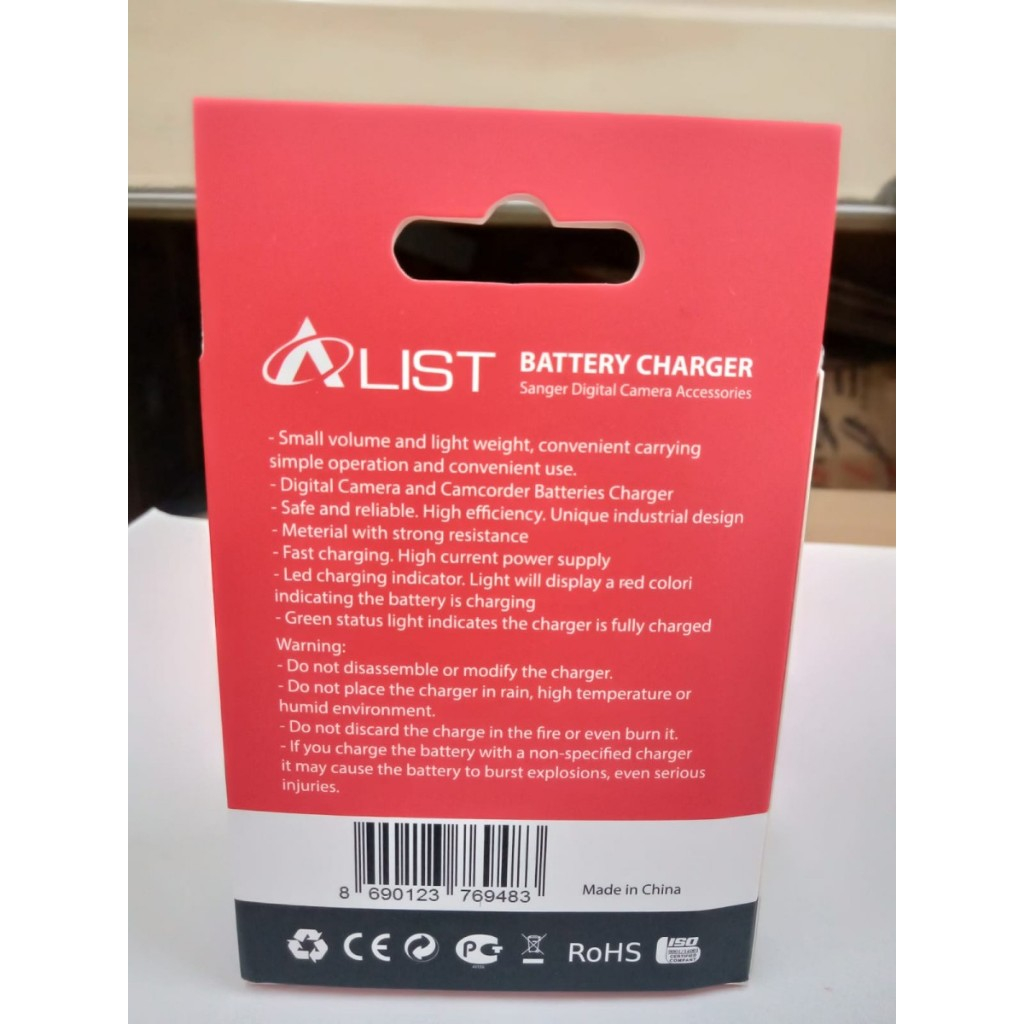 ALIST
BATTERY CHARGER
Sanger Digital Camera Accessories
- Small volume and light weight, convenient carrying
simple operation and convenient use.
- Digital Camera and Camcorder Batteries Charger
- Safe and reliable. High efficiency. Unique industrial design
- Meterial with strong resistance
- Fast charging. High current power supply
- Led charging indicator. Light will display a red colori
indicating the battery is charging
- Green status light indicates the charger is fully charged
Warning:
- Do not disassemble or modify the charger.
- Do not place the charger in rain, high temperature or
humid environment.
- Do not discard the charge in the fire or even burn it.
- If you charge the battery with a non-specified charger
it may cause the battery to burst explosions, even serious
injuries.
8 690123 769483
Made in China
CE
RoHS
ISO